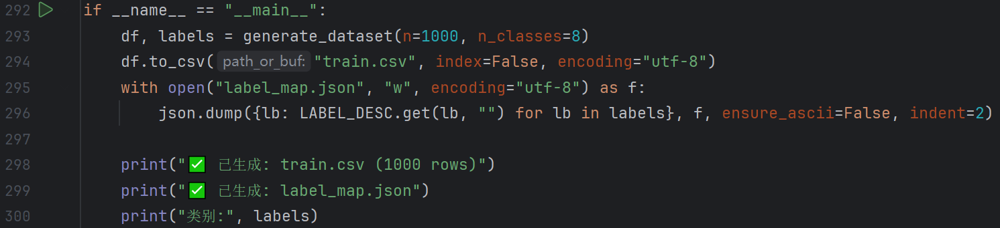 292 if __name__ == "__main__":
293     df, labels = generate_dataset(n=1000, n_classes=8)
294     df.to_csv( path_or_buf: "train.csv", index=False, encoding="utf-8")
295     with open("label_map.json", "w", encoding="utf-8") as f:
296         json.dump({lb: LABEL_DESC.get(lb, "") for lb in labels}, f, ensure_ascii=False, indent=2)
297
298     print("✅ 已生成: train.csv (1000 rows)")
299     print("✅ 已生成: label_map.json")
300     print("类别:", labels)